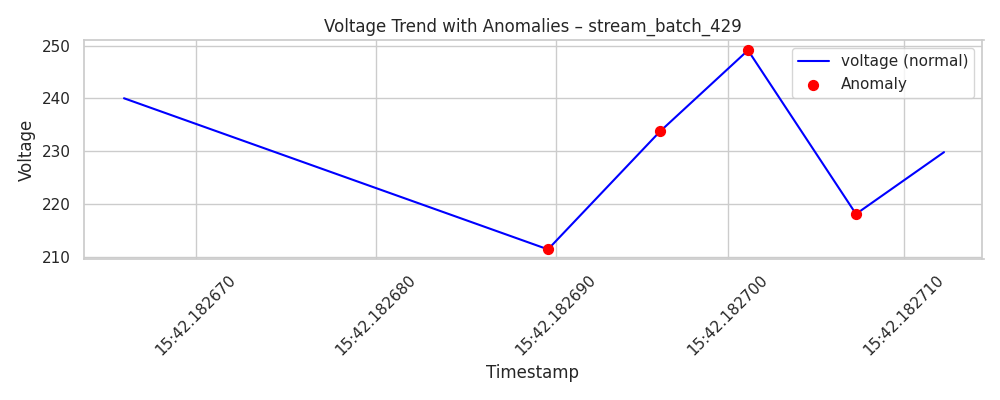 Voltage Trend with Anomalies – stream_batch_429
voltage (normal)
Anomaly
Voltage
250
240
230
220
210
15:42.182670
15:42.182680
15:42.182690
15:42.182700
15:42.182710
Timestamp